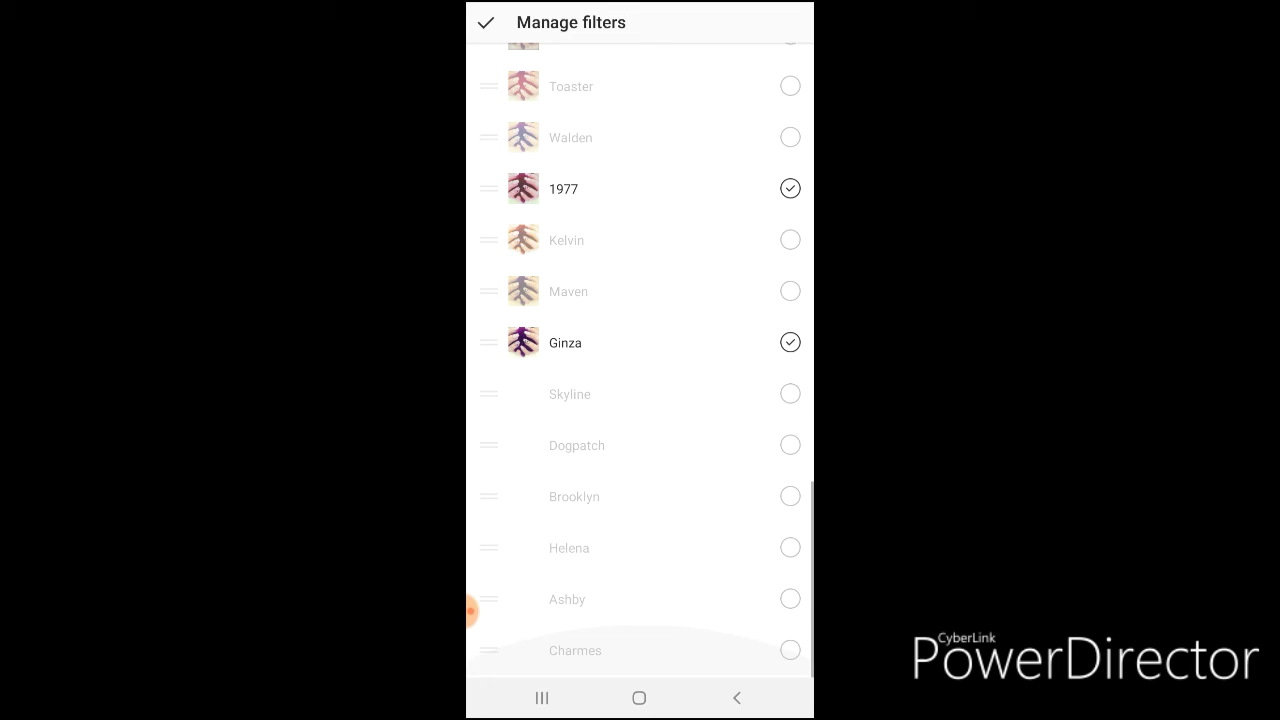 Manage filters
Toaster
Walden
1977
Kelvin
Maven
Ginza
Skyline
Dogpatch
Brooklyn
Helena
Ashby
Charmes
CyberLink
PowerDirector